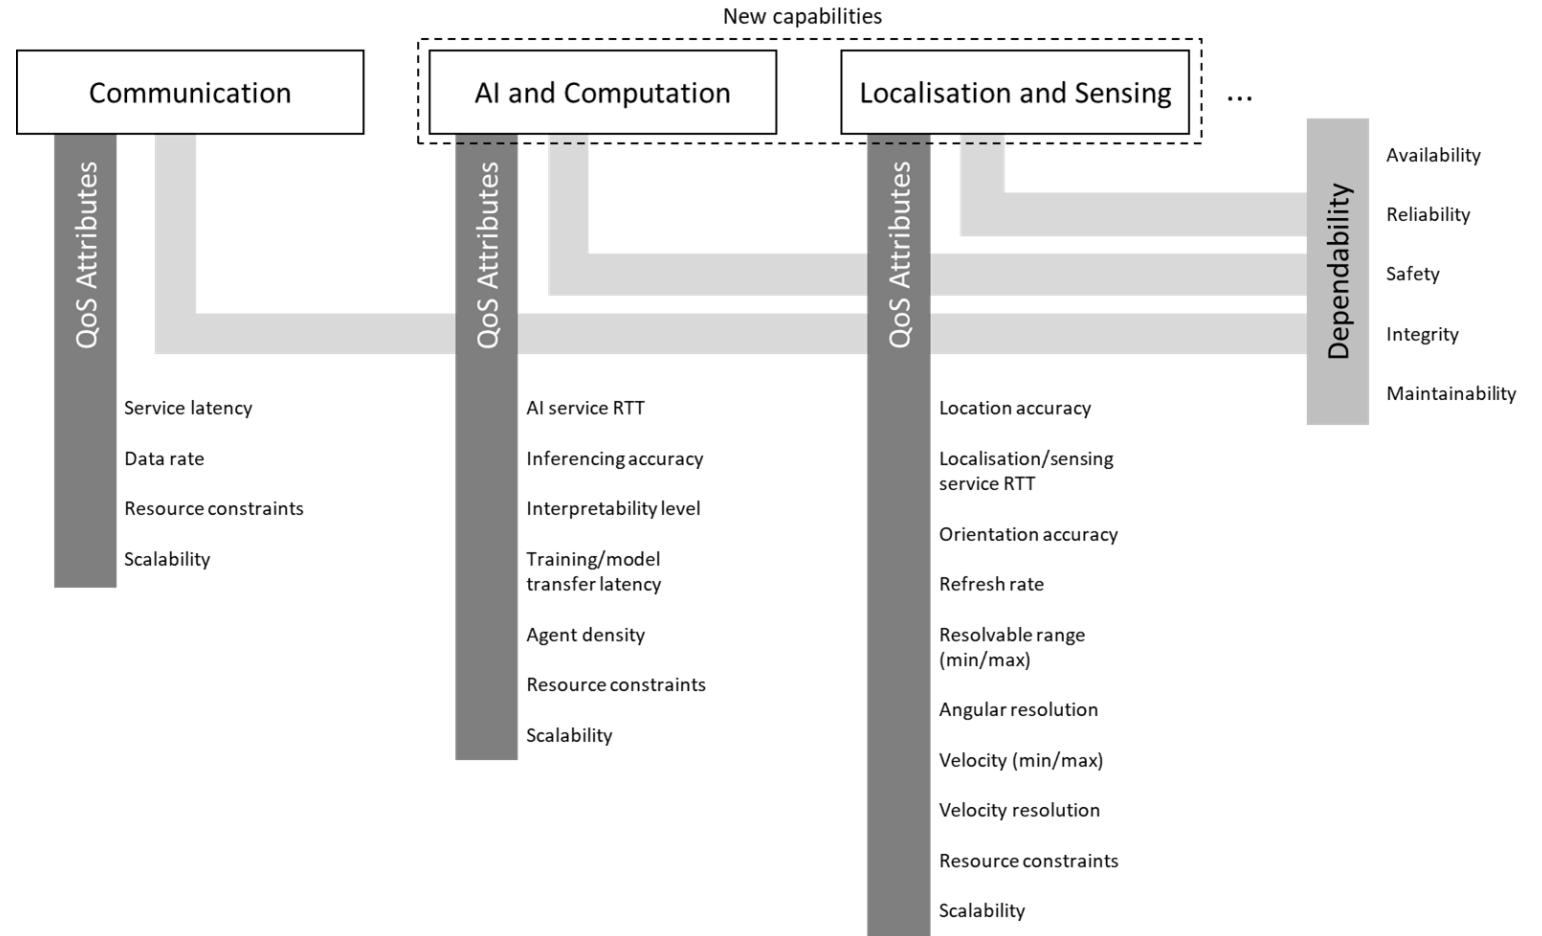 New capabilities
Communication
AI and Computation
Localisation and Sensing
...
QoS Attributes
QoS Attributes
QoS Attributes
Dependability
Availability
Reliability
Safety
Integrity
Maintainability
Service latency
Data rate
Resource constraints
Scalability
AI service RTT
Inferencing accuracy
Interpretability level
Training/model
transfer latency
Agent density
Resource constraints
Scalability
Location accuracy
Localisation/sensing
service RTT
Orientation accuracy
Refresh rate
Resolvable range
(min/max)
Angular resolution
Velocity (min/max)
Velocity resolution
Resource constraints
Scalability